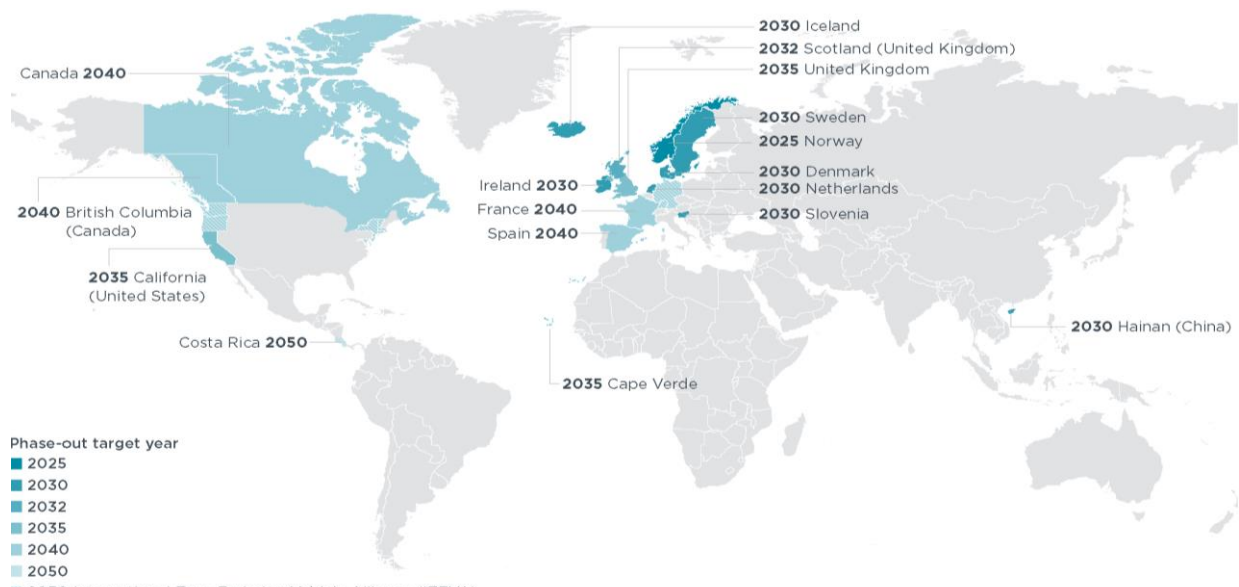 2030 Iceland
2032 Scotland (United Kingdom)
Canada 2040
2035 United Kingdom
2030 Sweden
2025 Norway
2030 Denmark
Ireland 2030
2030 Netherlands
2040 British Columbia
(Canada)
France 2040
2030 Slovenia
Spain 2040
2035 California
(United States)
2030 Hainan (China)
Costa Rica 2050
2035 Cape Verde
Phase-out target year
2025
2030
2032
2035
2040
2050